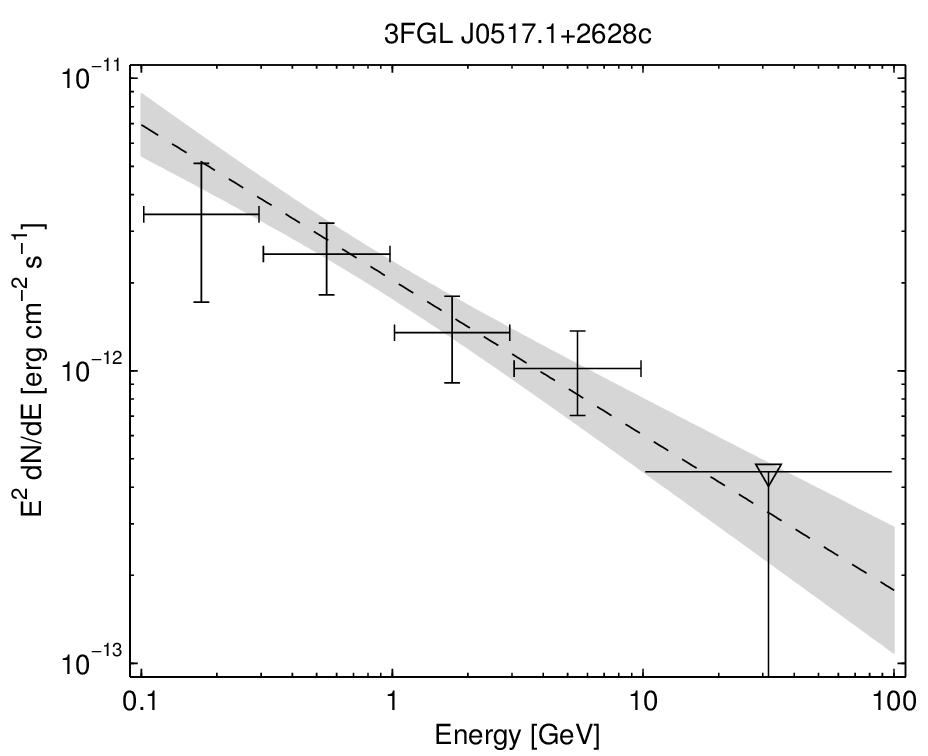 3FGL J0517.1+2628c
10⁻¹¹
10⁻¹²
10⁻¹³
E² dN/dE [erg cm⁻² s⁻¹]
0.1 1 10 100
Energy [GeV]